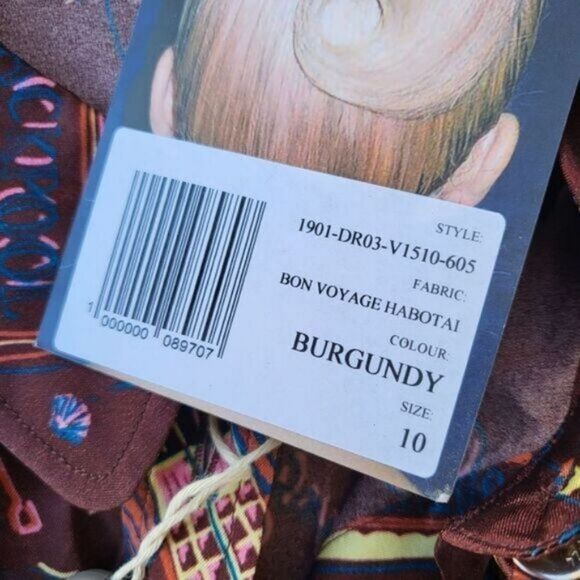 STYLE:
1901-DR03-V1510-605
FABRIC:
BON VOYAGE HABOTAI
COLOUR:
BURGUNDY
SIZE:
10
1 000000 089707